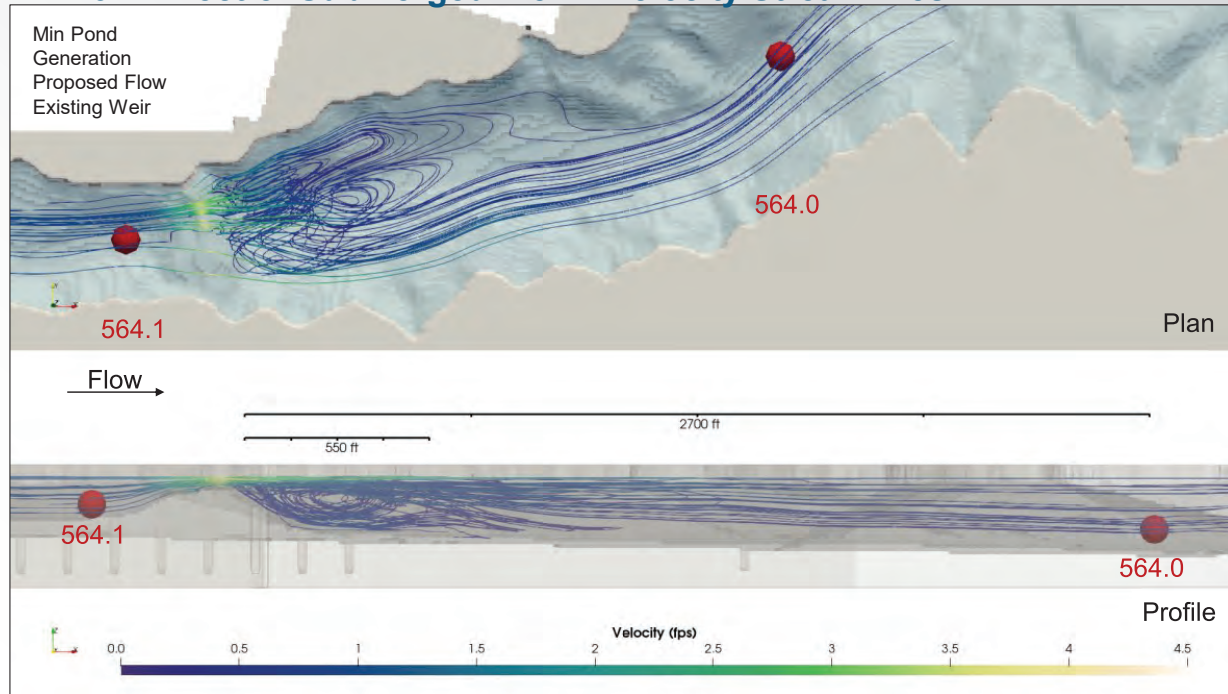 Min Pond
Generation
Proposed Flow
Existing Weir
564.0
564.1
Plan
Flow
2700 ft
550 ft
564.1
564.0
Profile
Velocity (fps)
0.0 0.5 1 1.5 2 2.5 3 3.5 4 4.5